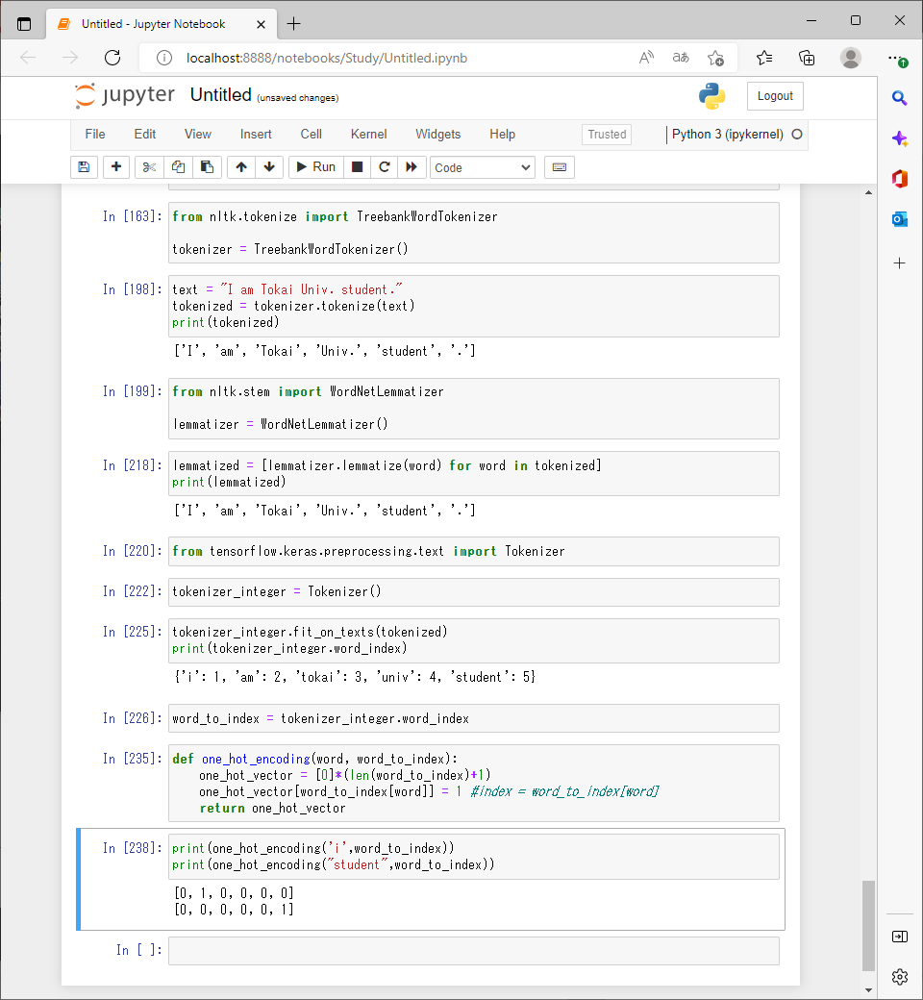 Untitled - Jupyter Notebook
localhost:8888/notebooks/Study/Untitled.ipynb
jupyter Untitled (unsaved changes)
Logout
File Edit View Insert Cell Kernel Widgets Help
Trusted
Python 3 (ipykernel)
Run
Code
In [163]: from nltk.tokenize import TreebankWordTokenizer
tokenizer = TreebankWordTokenizer()
In [198]: text = "I am Tokai Univ. student."
tokenized = tokenizer.tokenize(text)
print(tokenized)
['I', 'am', 'Tokai', 'Univ.', 'student', '.']
In [199]: from nltk.stem import WordNetLemmatizer
lemmatizer = WordNetLemmatizer()
In [218]: lemmatized = [lemmatizer.lemmatize(word) for word in tokenized]
print(lemmatized)
['I', 'am', 'Tokai', 'Univ.', 'student', '.']
In [220]: from tensorflow.keras.preprocessing.text import Tokenizer
In [222]: tokenizer_integer = Tokenizer()
In [225]: tokenizer_integer.fit_on_texts(tokenized)
print(tokenizer_integer.word_index)
{'i': 1, 'am': 2, 'tokai': 3, 'univ': 4, 'student': 5}
In [226]: word_to_index = tokenizer_integer.word_index
In [235]: def one_hot_encoding(word, word_to_index):
one_hot_vector = [0]*(len(word_to_index)+1)
one_hot_vector[word_to_index[word]] = 1 #index = word_to_index[word]
return one_hot_vector
In [238]: print(one_hot_encoding('i',word_to_index))
print(one_hot_encoding("student",word_to_index))
[0, 1, 0, 0, 0, 0]
[0, 0, 0, 0, 0, 1]
In [ ]: